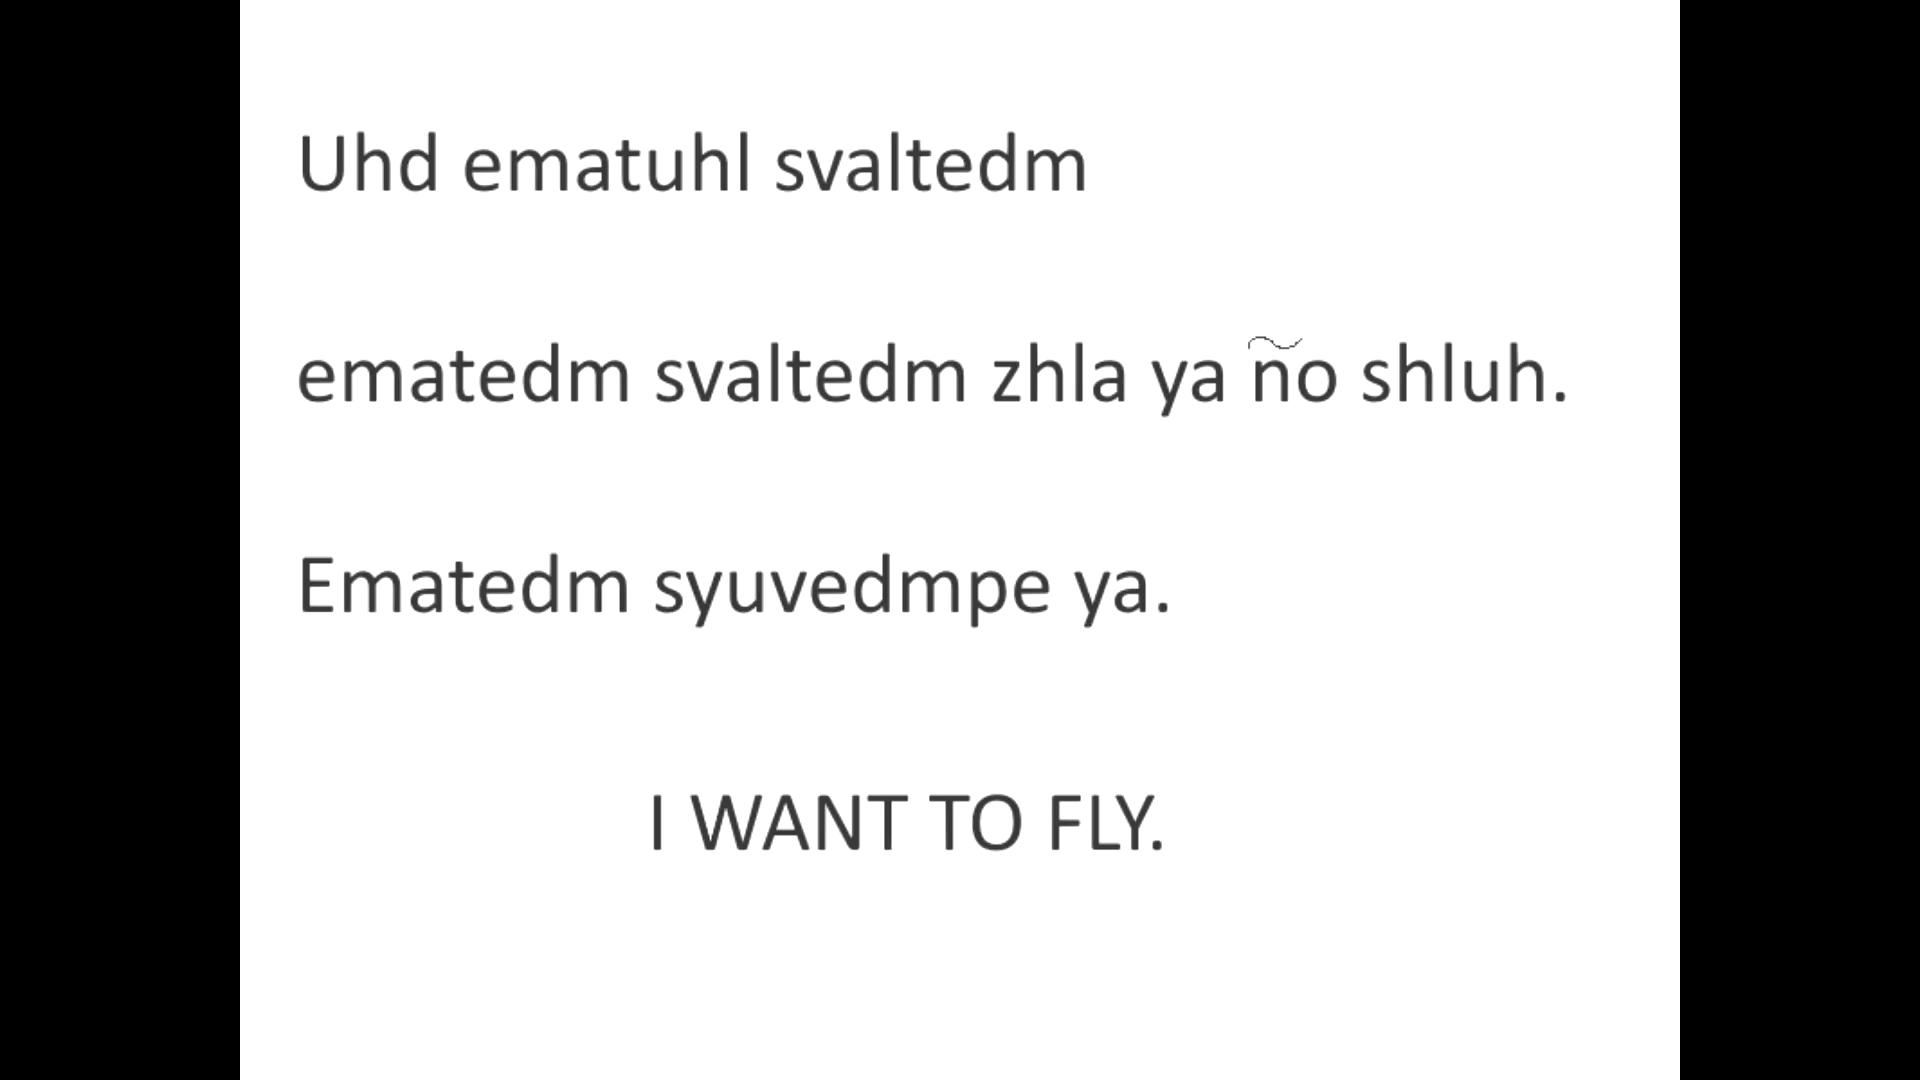 Uhd ematuhl svaltedm
ematedm svaltedm zhla ya ño shluh.
Ematedm syuvedmpe ya.
I WANT TO FLY.